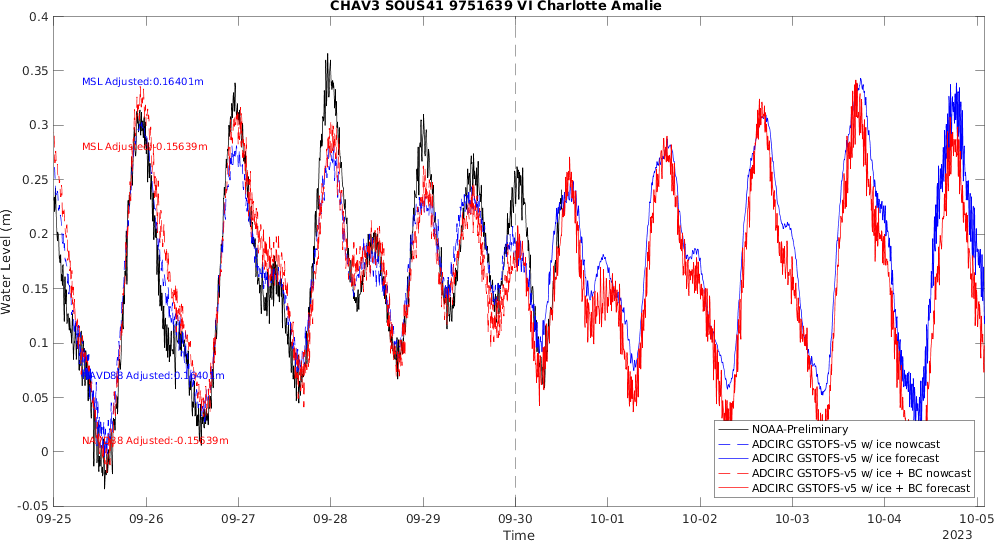 CHAV3 SOUS41 9751639 VI Charlotte Amalie
0.4
0.35
0.3
0.25
0.2
0.15
0.1
0.05
0
-0.05
Water Level (m)
MSL Adjusted:0.16401m
MSL Adjusted:-0.15639m
NAVD88 Adjusted:0.16401m
NAVD88 Adjusted:-0.15639m
NOAA-Preliminary
ADCIRC GSTOFS-v5 w/ ice nowcast
ADCIRC GSTOFS-v5 w/ ice forecast
ADCIRC GSTOFS-v5 w/ ice + BC nowcast
ADCIRC GSTOFS-v5 w/ ice + BC forecast
09-25 09-26 09-27 09-28 09-29 09-30 10-01 10-02 10-03 10-04 10-05
Time
2023